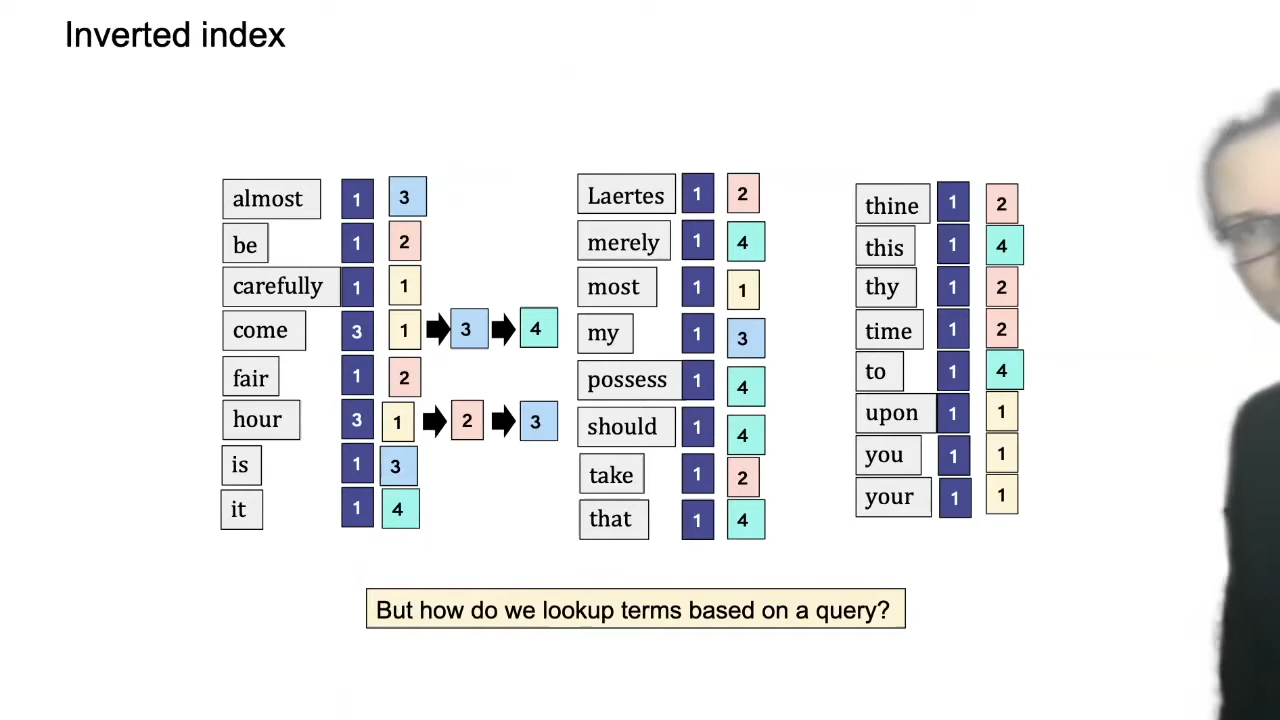 Inverted index
almost 1 3
be 1 2
carefully 1 1
come 3 1 3 4
fair 1 2
hour 3 1 2 3
is 1 3
it 1 4
Laertes 1 2
merely 1 4
most 1 1
my 1 3
possess 1 4
should 1 4
take 1 2
that 1 4
thine 1 2
this 1 4
thy 1 2
time 1 2
to 1 4
upon 1 1
you 1 1
your 1 1
But how do we lookup terms based on a query?